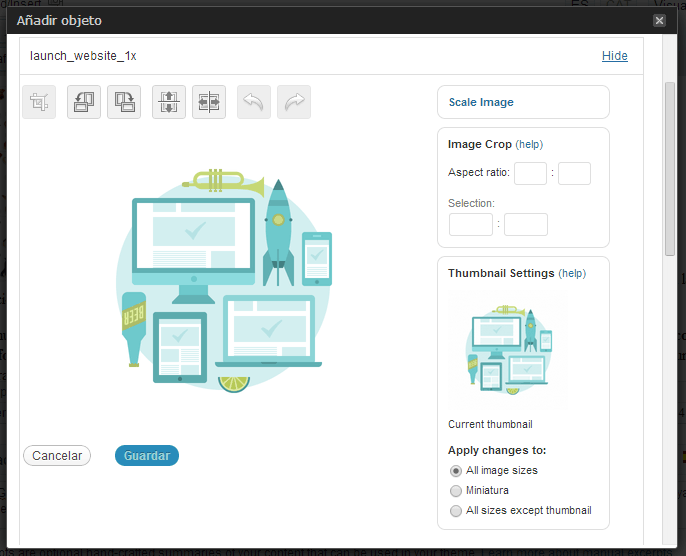 Añadir objeto
launch_website_1x
Hide
Scale Image
Image Crop (help)
Aspect ratio: :
Selection:
:
Thumbnail Settings (help)
BEER
Current thumbnail
Apply changes to:
All image sizes
Miniatura
All sizes except thumbnail
Cancelar
Guardar